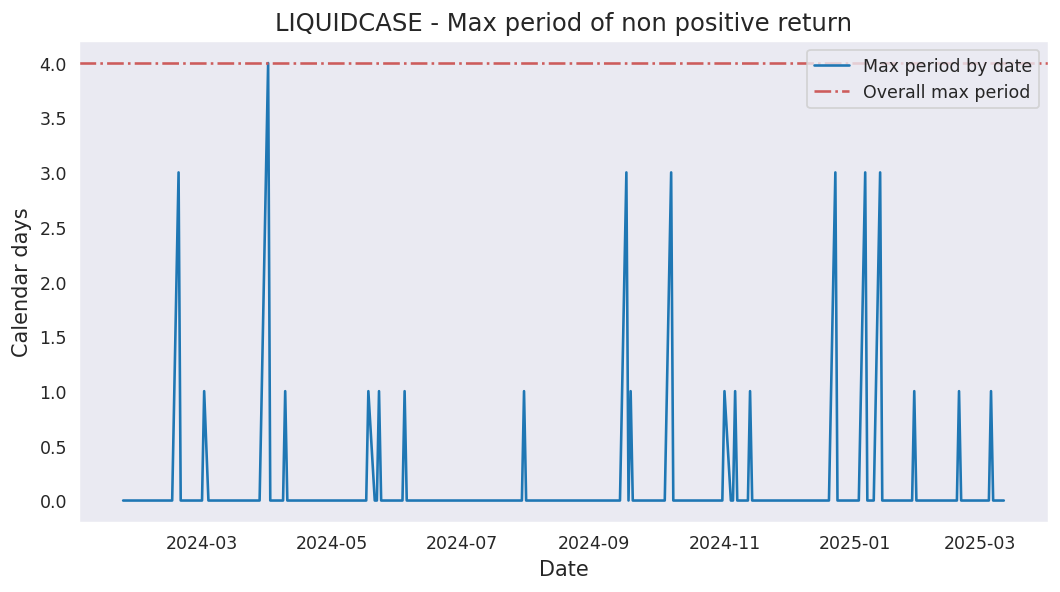 LIQUIDCASE - Max period of non positive return
Max period by date
Overall max period
Calendar days
4.0
3.5
3.0
2.5
2.0
1.5
1.0
0.5
0.0
2024-03 2024-05 2024-07 2024-09 2024-11 2025-01 2025-03
Date